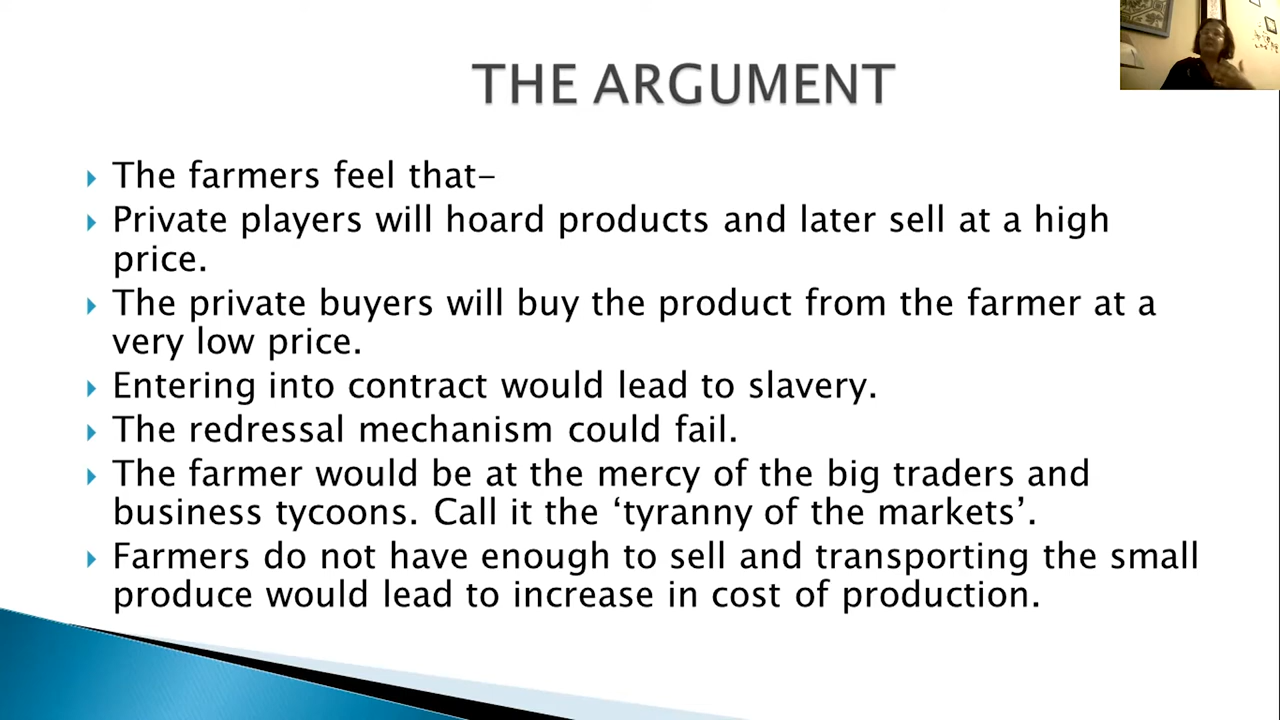 THE ARGUMENT
The farmers feel that-
Private players will hoard products and later sell at a high
price.
The private buyers will buy the product from the farmer at a
very low price.
Entering into contract would lead to slavery.
The redressal mechanism could fail.
The farmer would be at the mercy of the big traders and
business tycoons. Call it the ‘tyranny of the markets’.
Farmers do not have enough to sell and transporting the small
produce would lead to increase in cost of production.